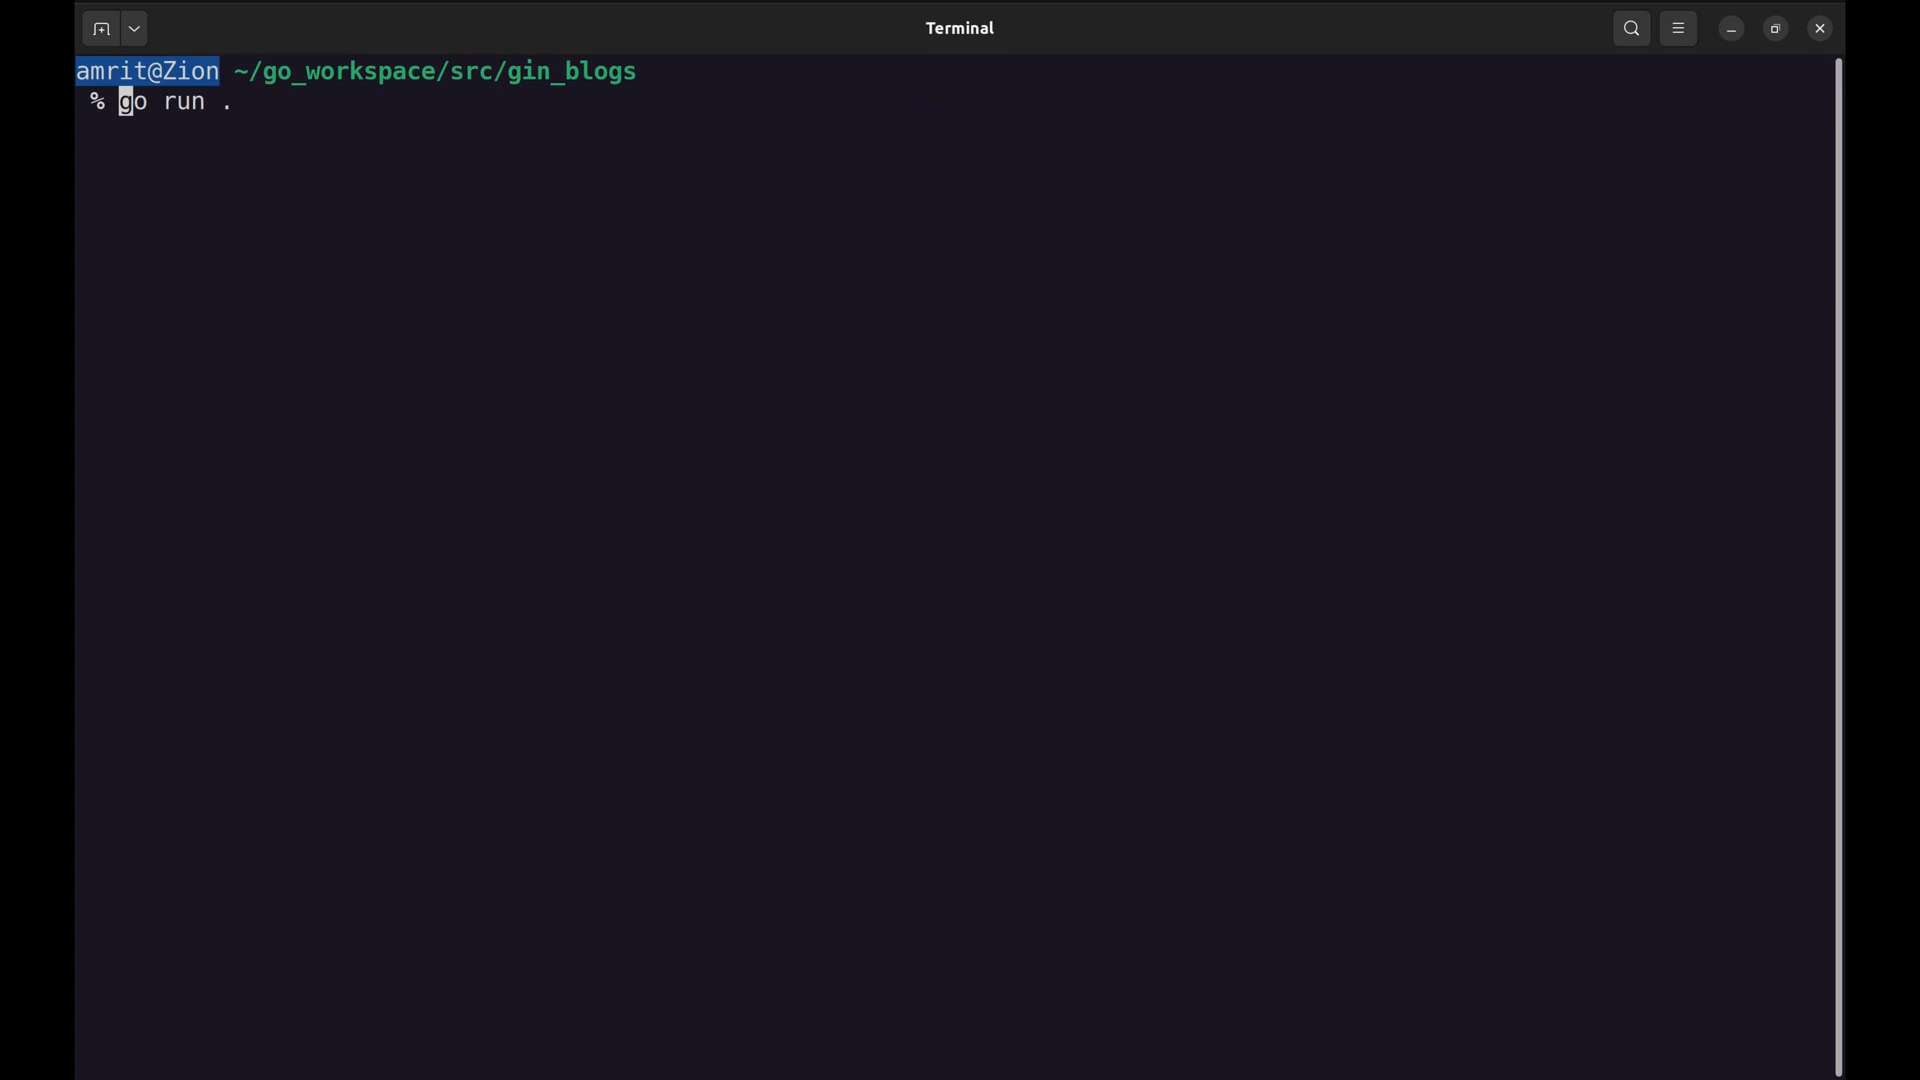 Terminal
amrit@Zion ~/go_workspace/src/gin_blogs
% go run .